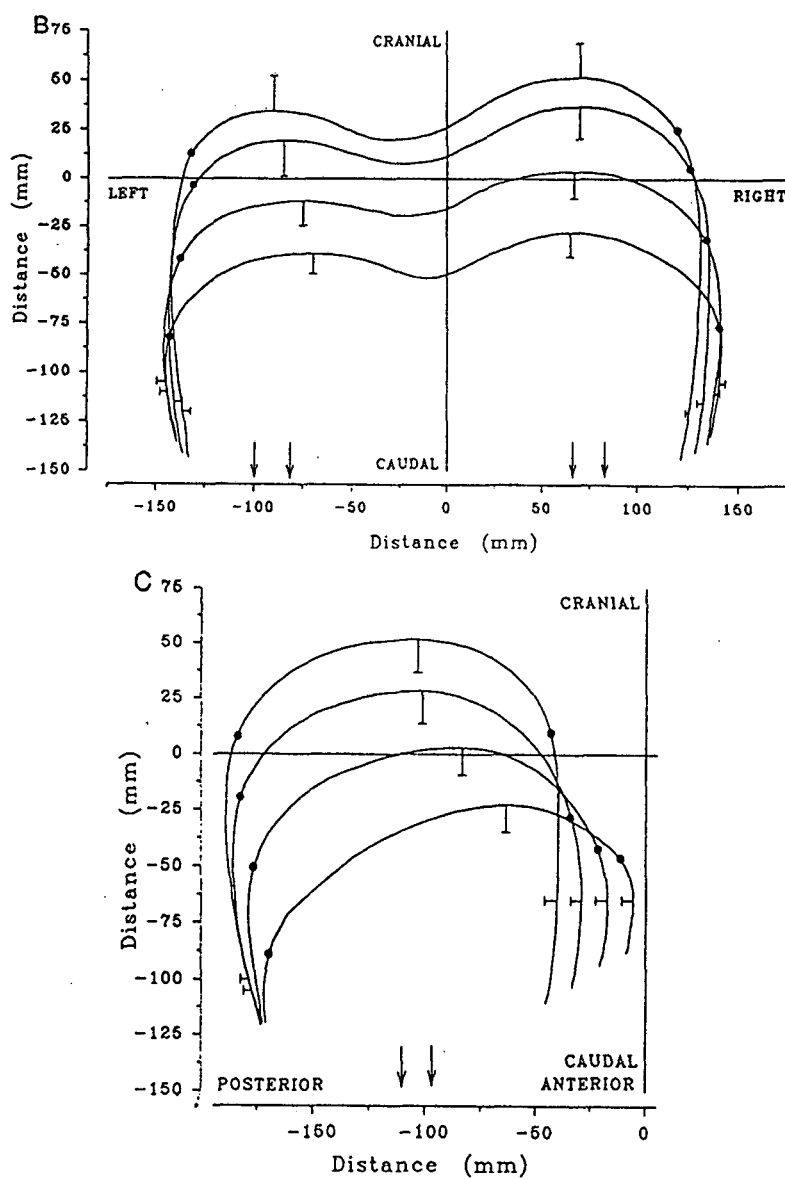 B
75
50
25
0
-25
-50
-75
-100
-125
-150
Distance (mm)
CRANIAL
LEFT
RIGHT
CAUDAL
-150
-100
-50
0
50
100
150
Distance (mm)
C
75
50
25
0
-25
-50
-75
-100
-125
-150
Distance (mm)
CRANIAL
POSTERIOR
CAUDAL
ANTERIOR
-150
-100
-50
0
Distance (mm)